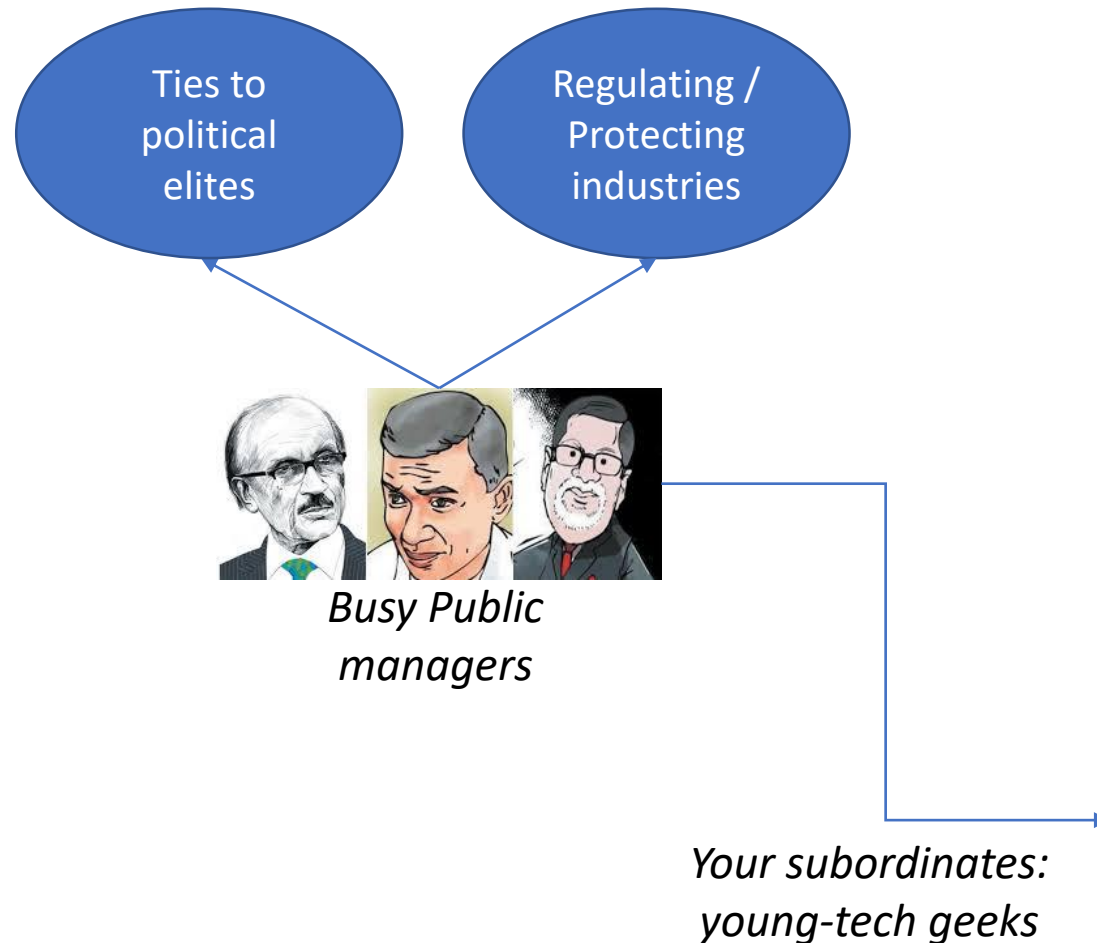 Ties to
political
elites
Regulating /
Protecting
industries
Busy Public
managers
Your subordinates:
young-tech geeks